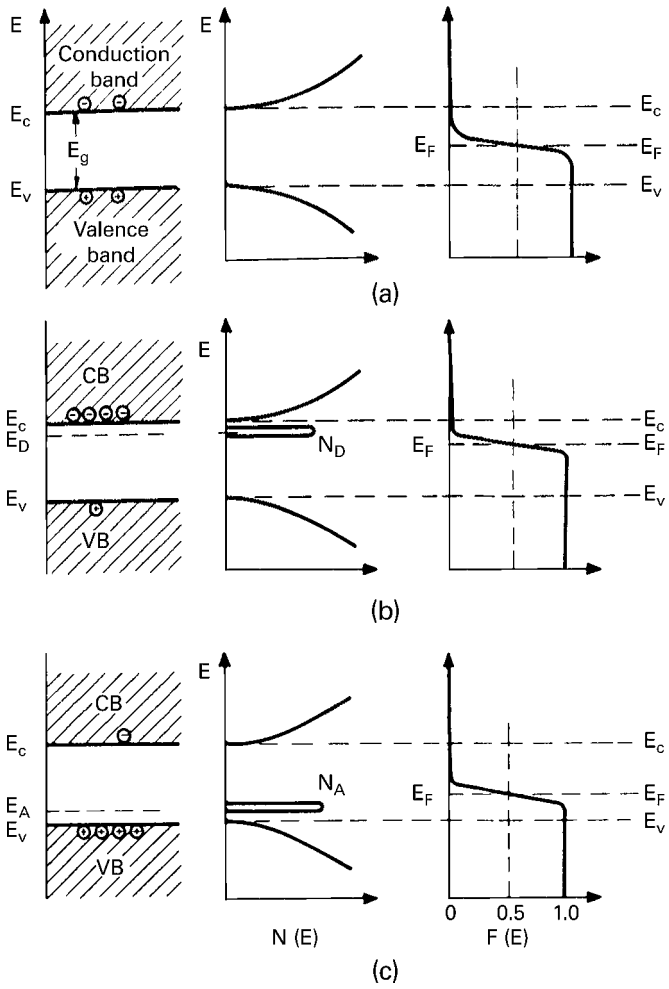 E
Conduction
band
⊖ ⊖
E_c
E_g
E_v
⊕ ⊕
Valence
band
E
E_c
E_F
E_F
E_v
(a)
CB
⊖⊖⊖⊖
E_c
E_D
E_v
⊕
VB
E
N_D
E_c
E_F
E_F
E_v
(b)
CB
⊖
E_c
E_A
E_v
⊕⊕⊕⊕
VB
E
N_A
E_c
E_F
E_F
E_v
0 0.5 1.0
N (E)
F (E)
(c)